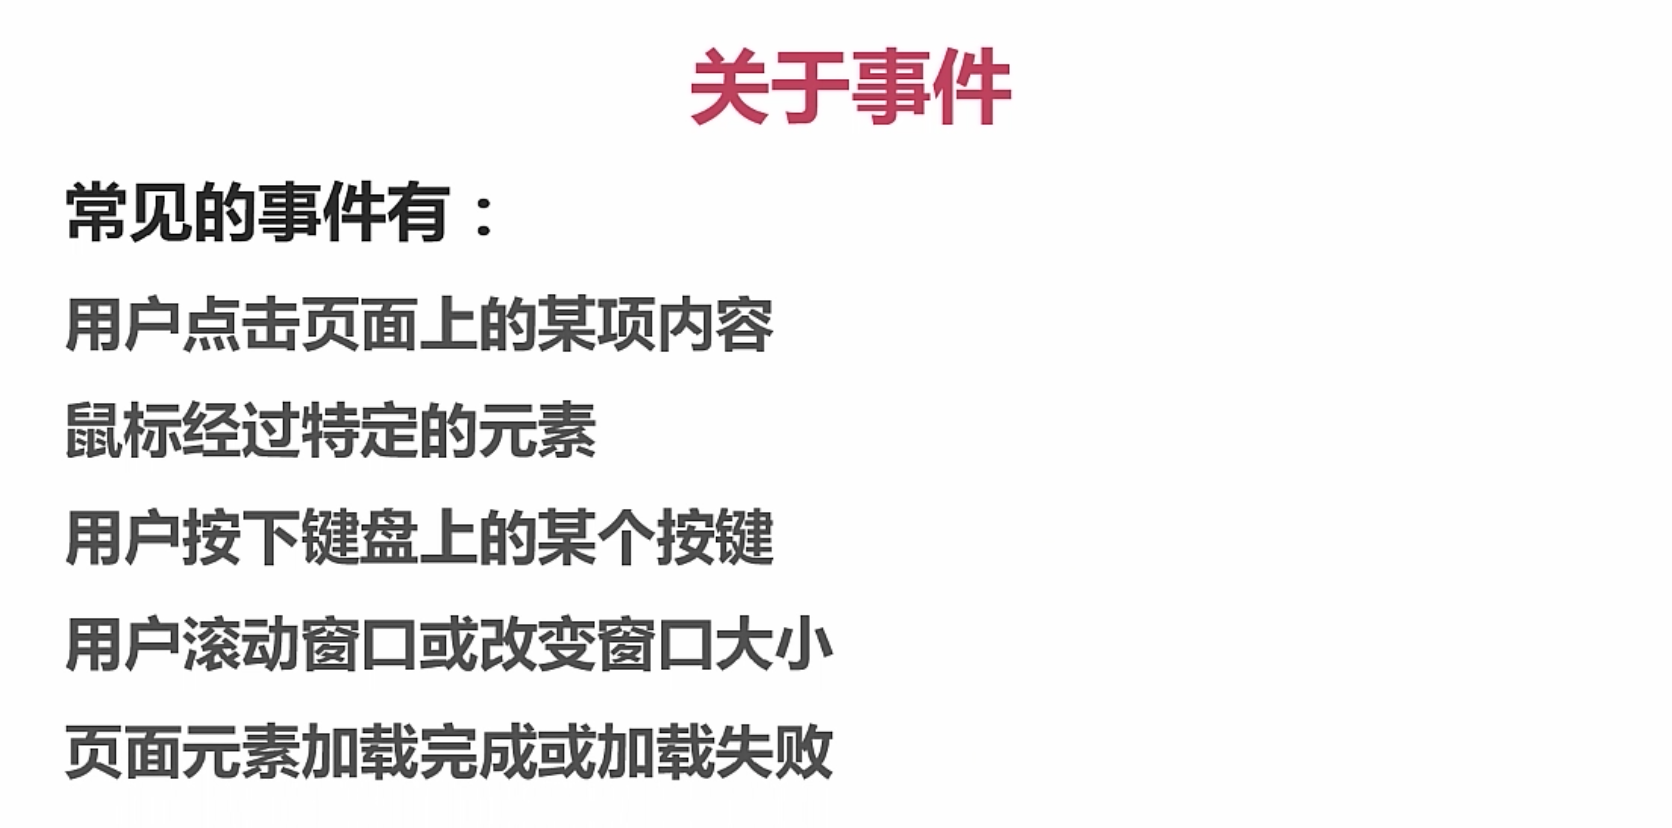 关于事件
常见的事件有：
用户点击页面上的某项内容
鼠标经过特定的元素
用户按下键盘上的某个按键
用户滚动窗口或改变窗口大小
页面元素加载完成或加载失败